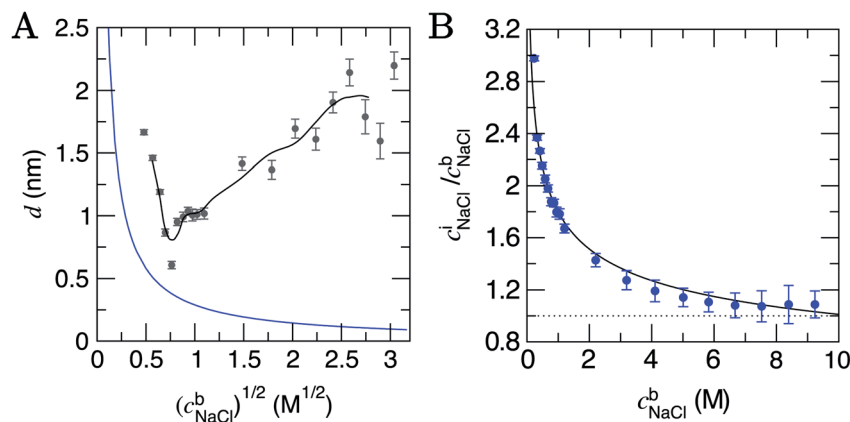 A
2.5
2
1.5
1
0.5
0
d (nm)
0 0.5 1 1.5 2 2.5 3
(c^b_NaCl)^1/2 (M^1/2)
B
3.2
2.8
2.4
2
1.6
1.2
0.8
c^i_NaCl / c^b_NaCl
0 2 4 6 8 10
c^b_NaCl (M)